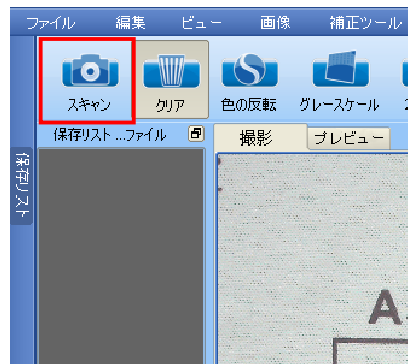 ファイル 編集 ビュー 画像 補正ツール
スキャン クリア 色の反転 グレースケール 2
保存リスト ...ファイル 撮影 プレビュー
保存リスト
A.